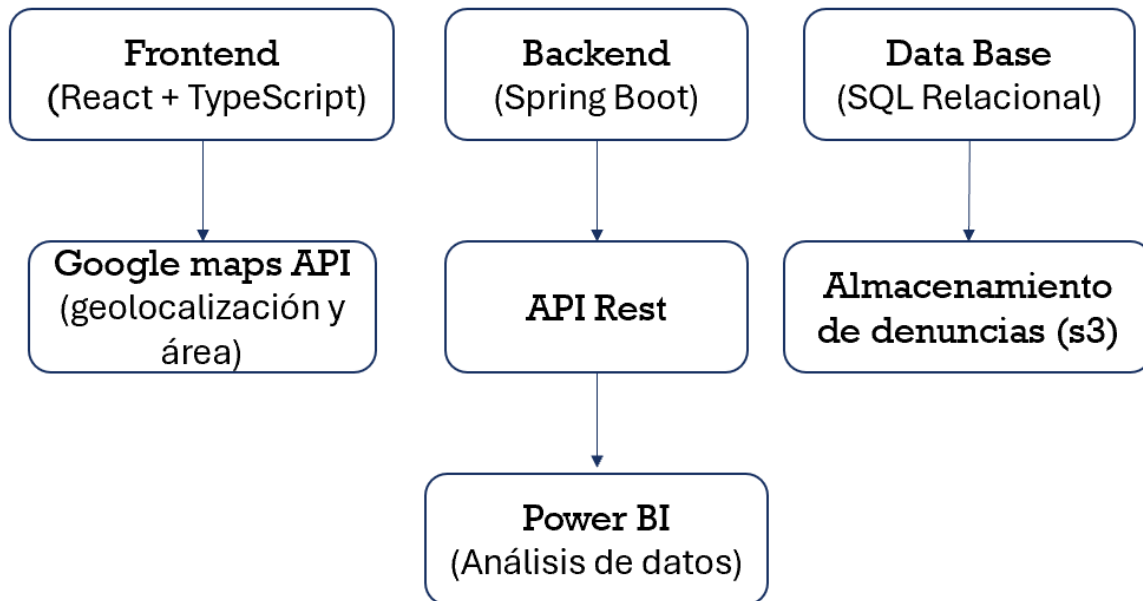 Frontend
(React + TypeScript)
Backend
(Spring Boot)
Data Base
(SQL Relacional)
Google maps API
(geolocalización y
área)
API Rest
Almacenamiento
de denuncias (s3)
Power BI
(Análisis de datos)